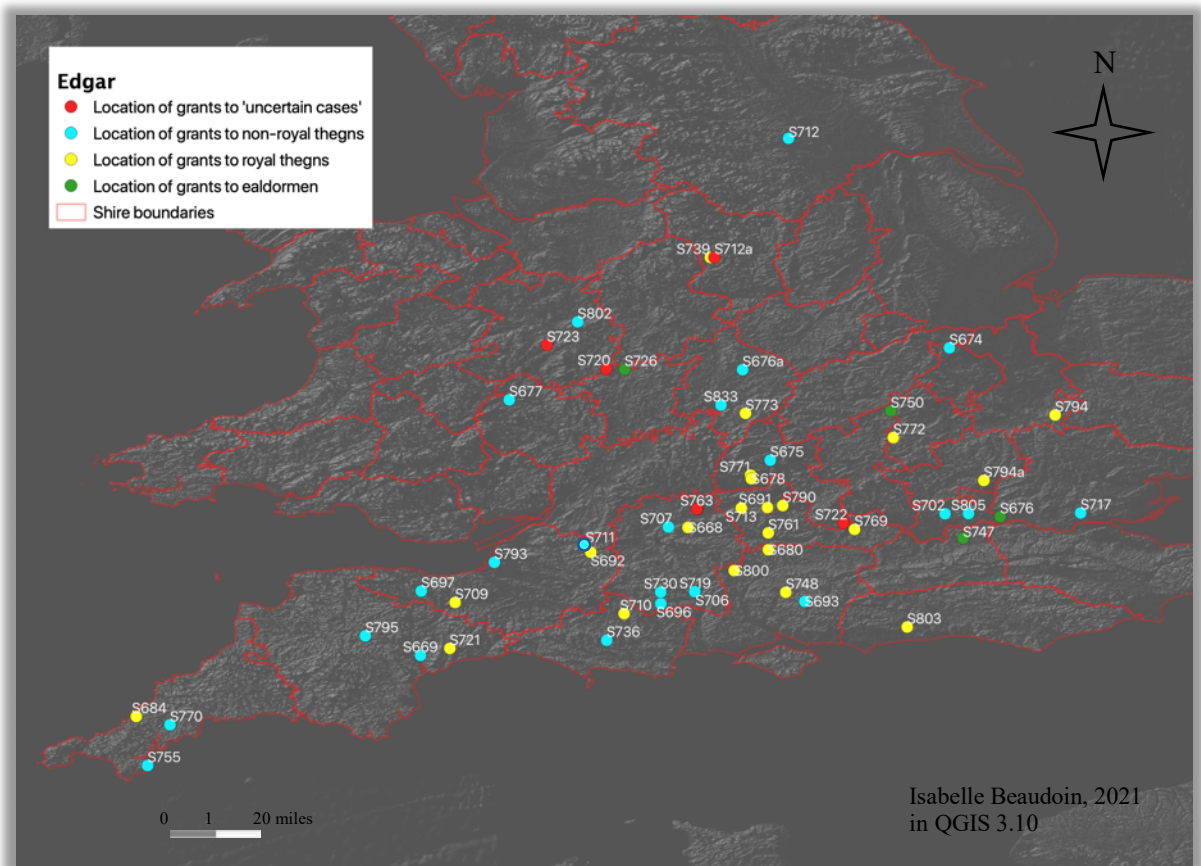 N
Edgar
Location of grants to 'uncertain cases'
Location of grants to non-royal thegns
Location of grants to royal thegns
Location of grants to ealdormen
Shire boundaries
S712
S739 S712a
S802
S723
S674
S720 S726
S676a
S677
S833
S773
S750
S794
S772
S675
S771
S678
S794a
S763
S691
S790
S713
S722
S769
S702 S805 S676
S717
S707
S668
S761
S747
S711
S692
S680
S793
S800
S697
S709
S730 S719
S748
S710
S696
S706
S693
S795
S736
S803
S669
S721
S684
S770
S755
0 1 20 miles
Isabelle Beaudoin, 2021
in QGIS 3.10